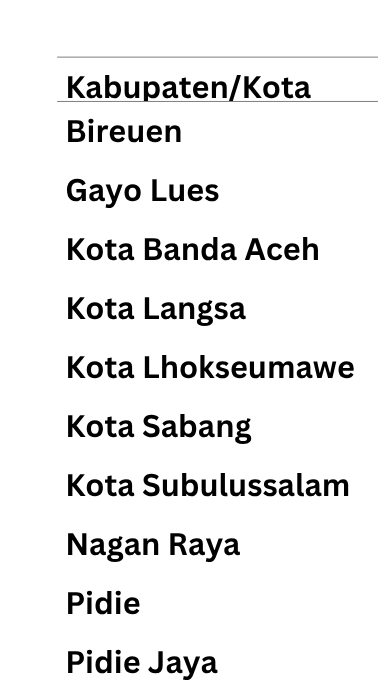 Kabupaten/Kota
Bireuen
Gayo Lues
Kota Banda Aceh
Kota Langsa
Kota Lhokseumawe
Kota Sabang
Kota Subulussalam
Nagan Raya
Pidie
Pidie Jaya